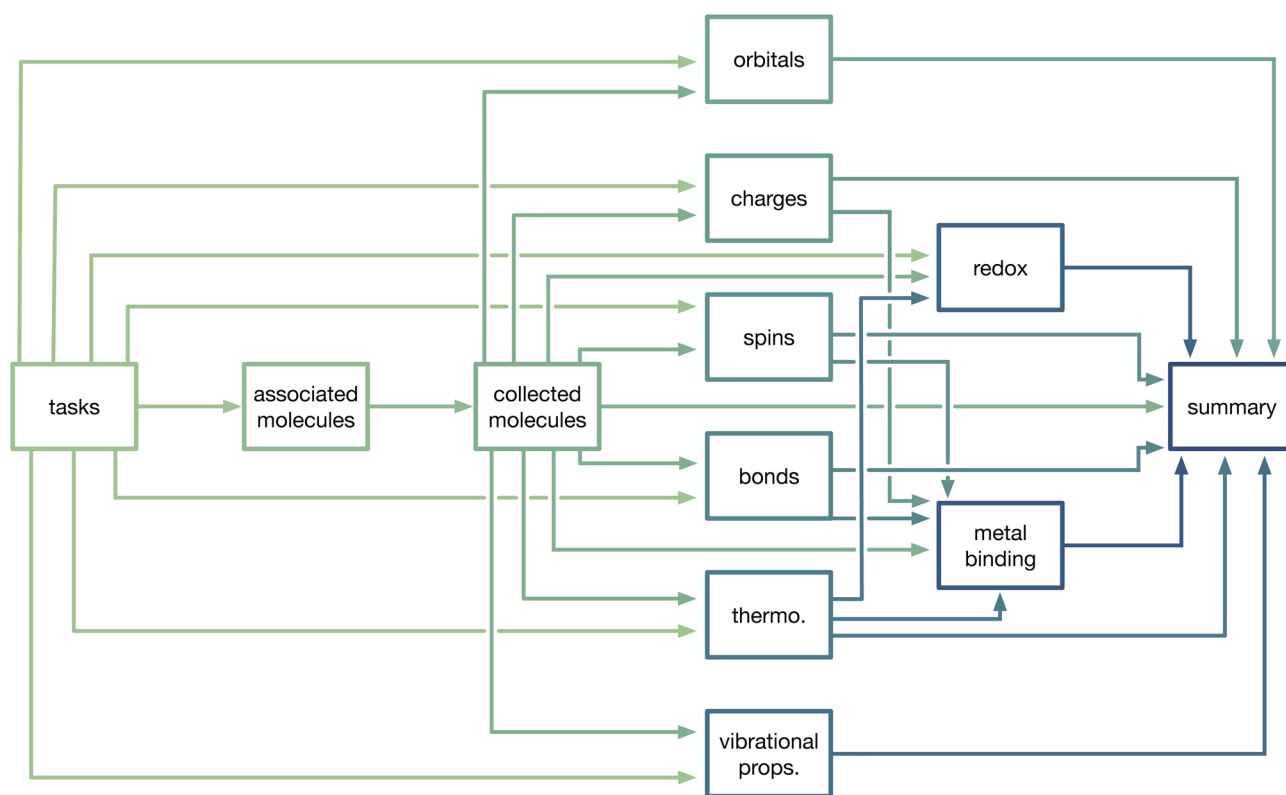 orbitals
charges
redox
spins
tasks
associated
molecules
collected
molecules
summary
bonds
metal
binding
thermo.
vibrational
props.